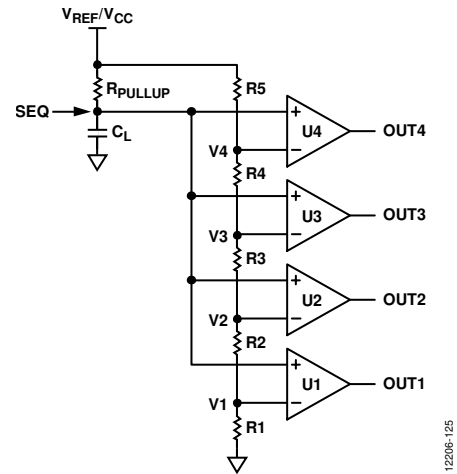 VREF/VCC
RPULLUP
R5
SEQ
CL
U4
OUT4
V4
R4
U3
OUT3
V3
R3
U2
OUT2
V2
R2
U1
OUT1
V1
R1
12206-125